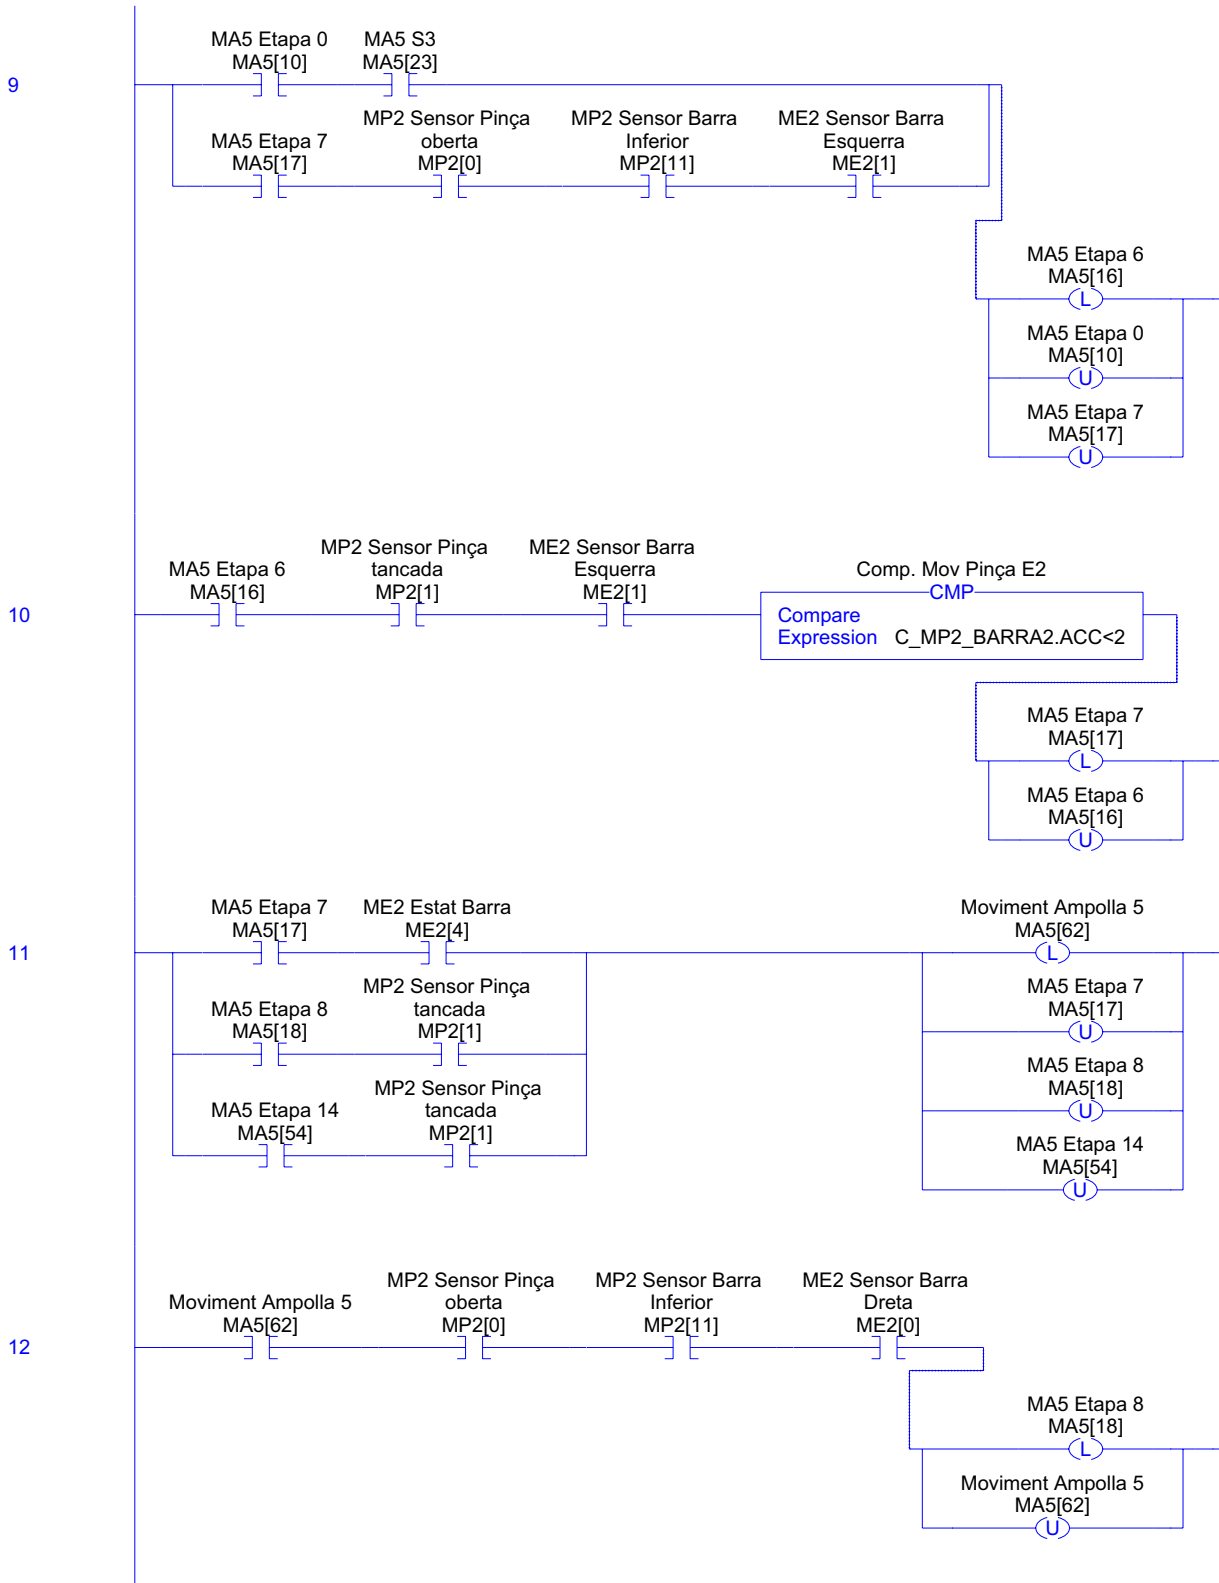 MA5 Etapa 0 MA5 S3
MA5[10] MA5[23]
9
MP2 Sensor Pinça MP2 Sensor Barra ME2 Sensor Barra
MA5 Etapa 7 oberta Inferior Esquerra
MA5[17] MP2[0] MP2[11] ME2[1]
MA5 Etapa 6
MA5[16]
L
MA5 Etapa 0
MA5[10]
U
MA5 Etapa 7
MA5[17]
U
MP2 Sensor Pinça ME2 Sensor Barra
MA5 Etapa 6 tancada Esquerra Comp. Mov Pinça E2
MA5[16] MP2[1] ME2[1] CMP
10 Compare
Expression C_MP2_BARRA2.ACC<2
MA5 Etapa 7
MA5[17]
L
MA5 Etapa 6
MA5[16]
U
MA5 Etapa 7 ME2 Estat Barra Moviment Ampolla 5
MA5[17] ME2[4] MA5[62]
11 L
MP2 Sensor Pinça MA5 Etapa 7
MA5 Etapa 8 tancada MA5[17]
MA5[18] MP2[1] U
MA5 Etapa 8
MP2 Sensor Pinça MA5[18]
MA5 Etapa 14 tancada U
MA5[54] MP2[1]
MA5 Etapa 14
MA5[54]
U
MP2 Sensor Pinça MP2 Sensor Barra ME2 Sensor Barra
Moviment Ampolla 5 oberta Inferior Dreta
MA5[62] MP2[0] MP2[11] ME2[0]
12
MA5 Etapa 8
MA5[18]
L
Moviment Ampolla 5
MA5[62]
U